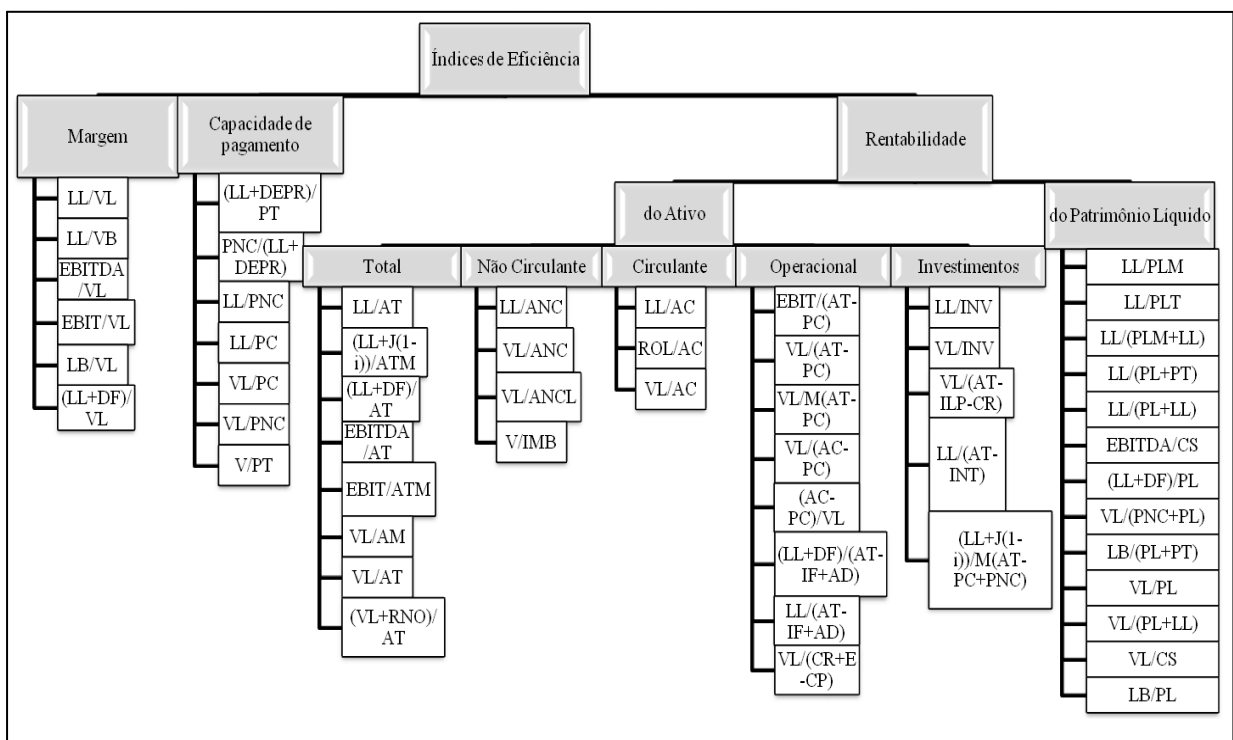 Índices de Eficiência
Margem
LL/VL
LL/VB
EBITDA
/VL
EBIT/VL
LB/VL
(LL+DF)/
VL
Capacidade de
pagamento
(LL+DEPR)/
PT
PNC/(LL+
DEPR)
LL/PNC
LL/PC
VL/PC
VL/PNC
V/PT
Rentabilidade
do Ativo
Total
LL/AT
(LL+J(1-
i))/ATM
(LL+DF)/
AT
EBITDA
/AT
EBIT/ATM
VL/AM
VL/AT
(VL+RNO)/
AT
Não Circulante
LL/ANC
VL/ANC
VL/ANCL
V/IMB
Circulante
LL/AC
ROL/AC
VL/AC
Operacional
EBIT/(AT-
PC)
VL/(AT-
PC)
VL/M(AT-
PC)
VL/(AC-
PC)
(AC-
PC)/VL
(LL+DF)/(AT-
IF+AD)
LL/(AT-
IF+AD)
VL/(CR+E
-CP)
Investimentos
LL/INV
VL/INV
VL/(AT-
ILP-CR)
LL/(AT-
INT)
(LL+J(1-
i))/M(AT-
PC+PNC)
do Patrimônio Líquido
LL/PLM
LL/PLT
LL/(PLM+LL)
LL/(PL+PT)
LL/(PL+LL)
EBITDA/CS
(LL+DF)/PL
VL/(PNC+PL)
LB/(PL+PT)
VL/PL
VL/(PL+LL)
VL/CS
LB/PL